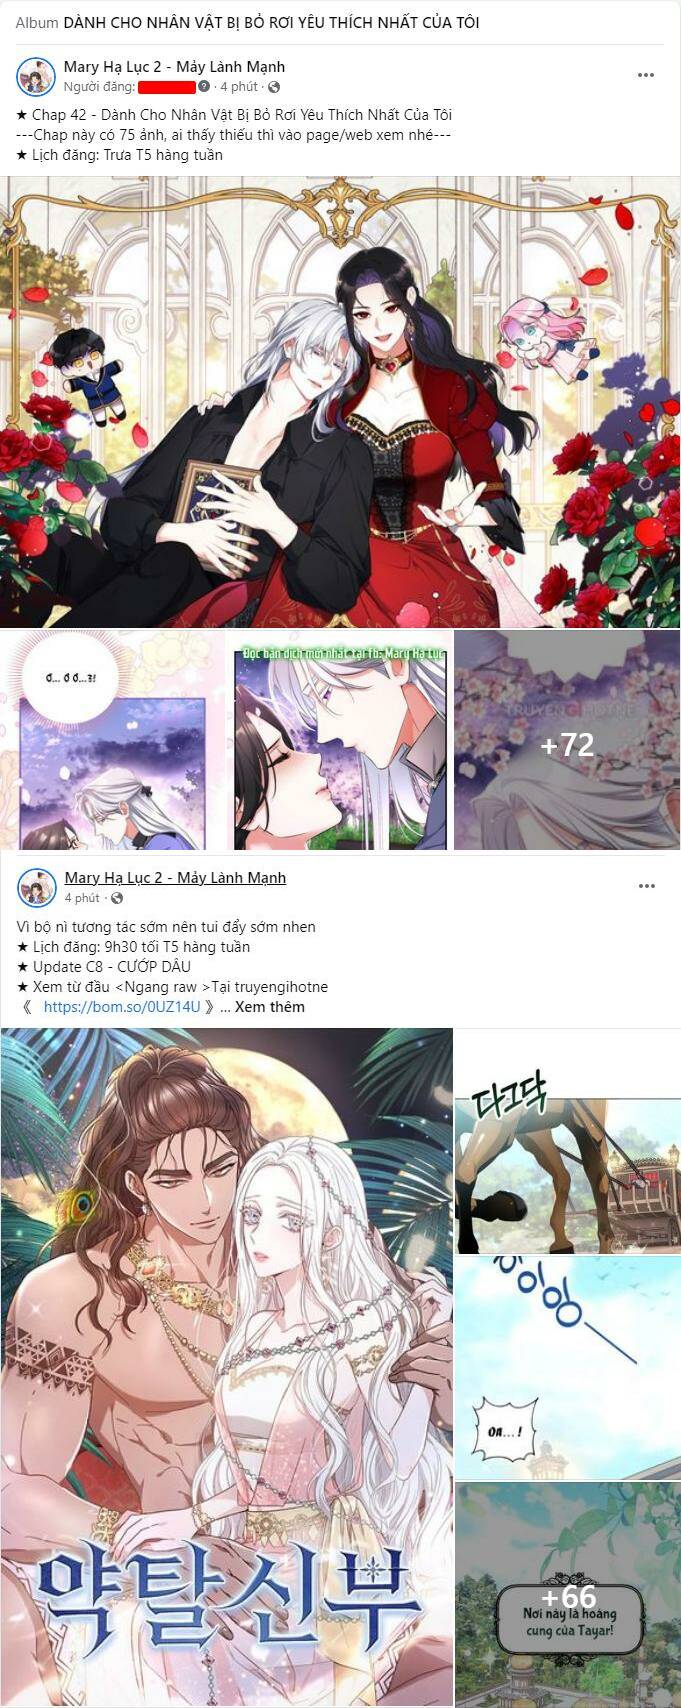 Album DÀNH CHO NHÂN VẬT BỊ BỎ RƠI YÊU THÍCH NHẤT CỦA TÔI
Mary Hạ Lục 2 - Mảy Lành Mạnh
Người đăng: · 4 phút ·
★ Chap 42 - Dành Cho Nhân Vật Bị Bỏ Rơi Yêu Thích Nhất Của Tôi
---Chap này có 75 ảnh, ai thấy thiếu thì vào page/web xem nhé---
★ Lịch đăng: Trưa T5 hàng tuần
Ơ... ơ ơ...?!
Đọc bản dịch mới nhất tại fb: Mary Hạ Lục
TRUYENGIHOTNE
+72
Mary Hạ Lục 2 - Mảy Lành Mạnh
4 phút ·
Vì bộ nì tương tác sớm nên tui đẩy sớm nhen
★ Lịch đăng: 9h30 tối T5 hàng tuần
★ Update C8 - CƯỚP DÂU
★ Xem từ đầu <Ngang raw >Tại truyengihotne
《 https://bom.so/0UZ14U 》... Xem thêm
다그닥
OA...!
약탈신부
+66
Nơi này là hoàng
cung của Tayar!